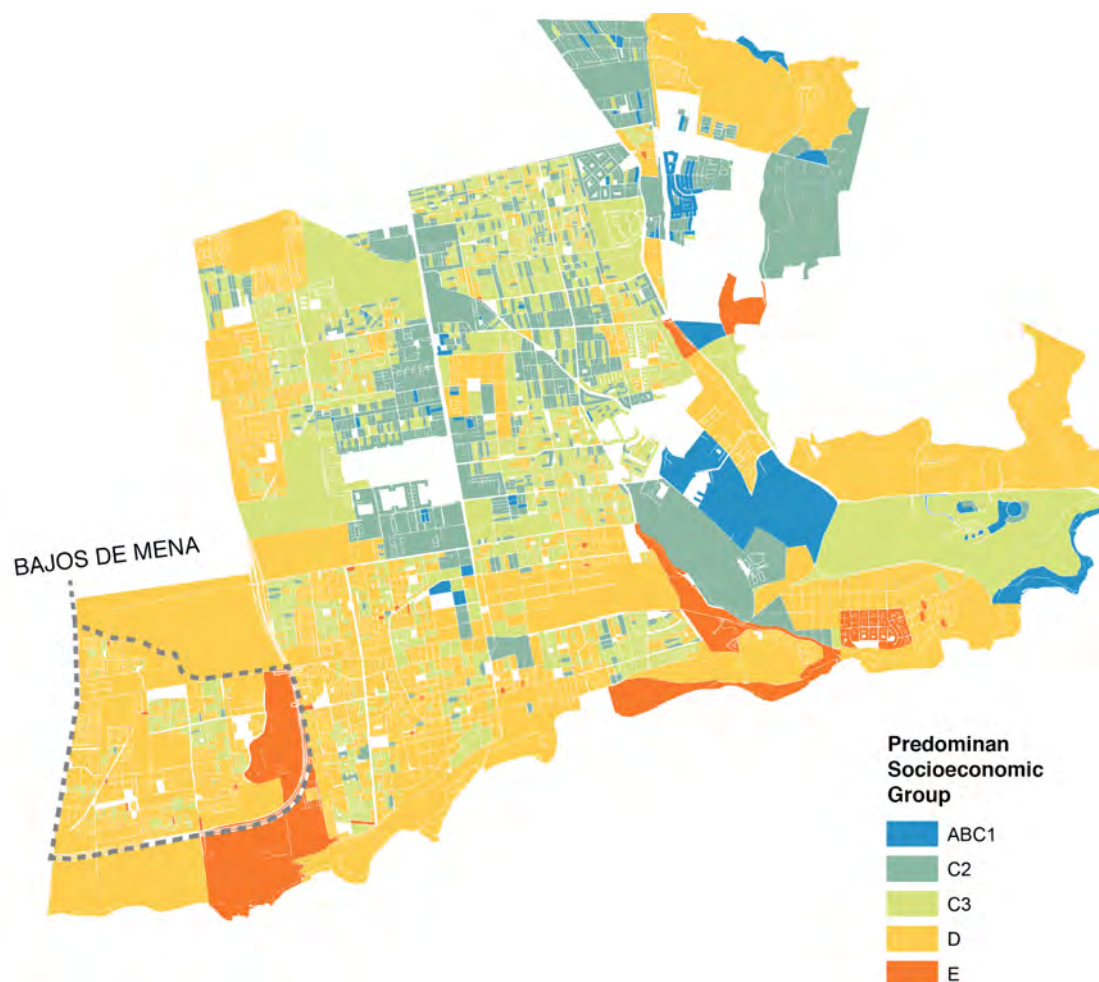 BAJOS DE MENA
Predominan
Socioeconomic
Group
ABC1
C2
C3
D
E